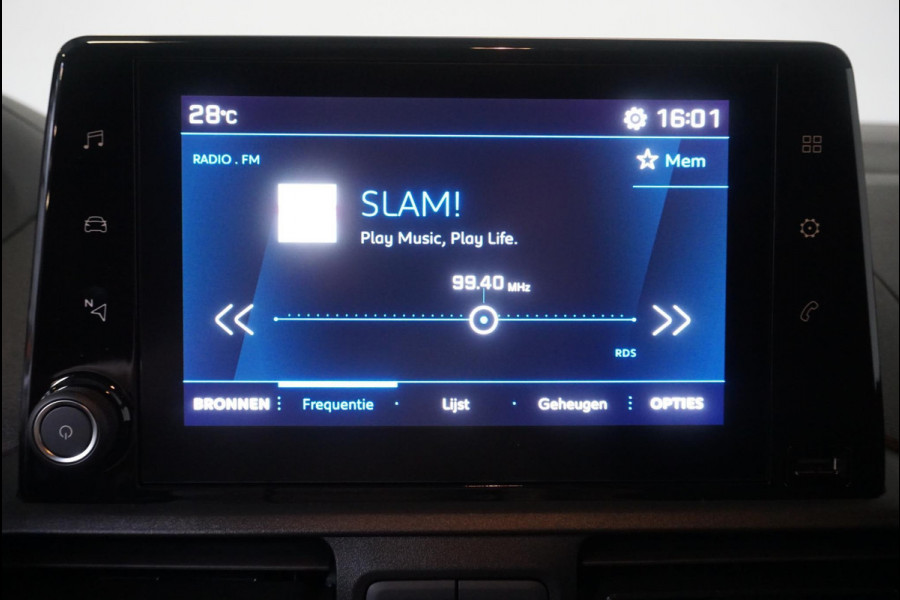 28°C 16:01
RADIO . FM Mem
SLAM!
Play Music, Play Life.
99.40 MHz
RDS
BRONNEN Frequentie Lijst Geheugen OPTIES
N